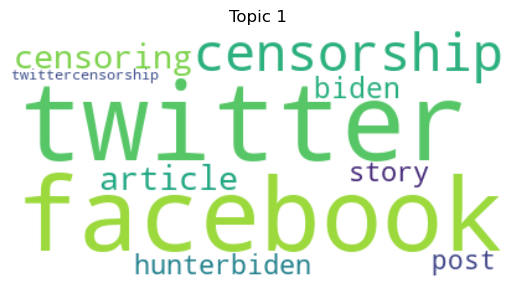 Topic 1
censoring censorship
twittercensorship
biden
twitter
article story
facebook
hunterbiden post